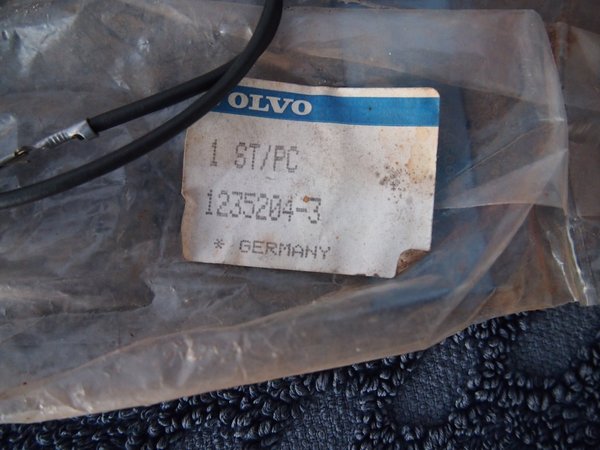 VOLVO
1 ST/PC
1235204-3
* GERMANY